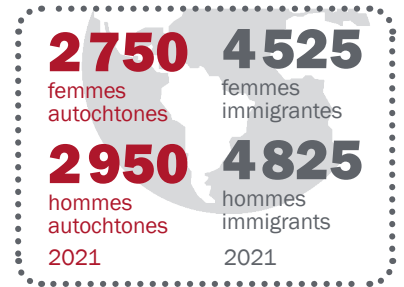 2 750
femmes
autochtones
2 950
hommes
autochtones
2021
4 525
femmes
immigrantes
4 825
hommes
immigrants
2021